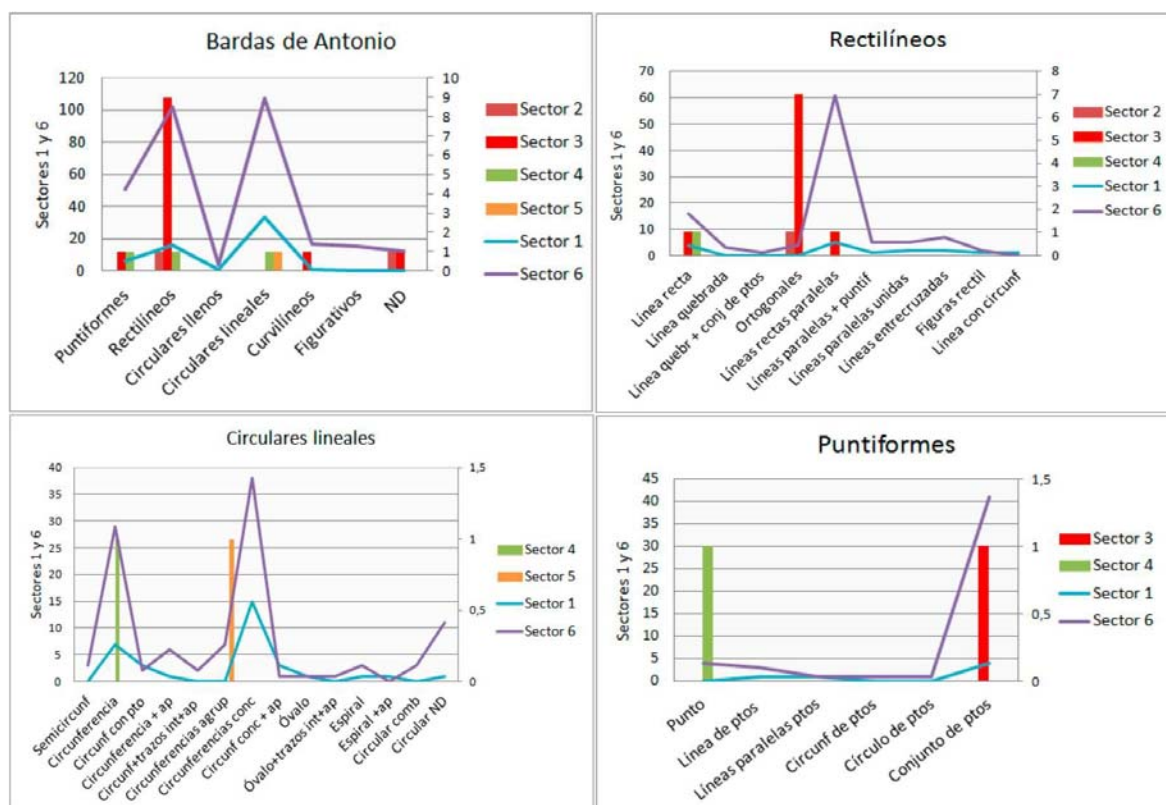 Bardas de Antonio
Sectores 1 y 6
120
100
80
60
40
20
0
10
9
8
7
6
5
4
3
2
1
0
Puntiformes
Rectilíneos
Circulares llenos
Circulares lineales
Curvilíneos
Figurativos
ND
Sector 2
Sector 3
Sector 4
Sector 5
Sector 1
Sector 6
Rectilíneos
Sectores 1 y 6
70
60
50
40
30
20
10
0
8
7
6
5
4
3
2
1
0
Línea recta
Línea quebrada
Línea quebr + conj de ptos
Ortogonales
Líneas rectas paralelas
Líneas paralelas + puntif
Líneas paralelas unidas
Líneas entrecruzadas
Figuras rectil
Línea con circunf
Sector 2
Sector 3
Sector 4
Sector 1
Sector 6
Circulares lineales
Sectores 1 y 6
40
35
30
25
20
15
10
5
0
1,5
1
0,5
0
Semicircunf
Circunferencia
Circunf con pto
Circunferencia + ap
Circunf+trazos int+ap
Circunferencias agrup
Circunferencias conc
Circunf conc + ap
Óvalo
Óvalo+trazos int+ap
Espiral
Espiral +ap
Circular comb
Circular ND
Sector 4
Sector 5
Sector 1
Sector 6
Puntiformes
Sectores 1 y 6
45
40
35
30
25
20
15
10
5
0
1,5
1
0,5
0
Punto
Línea de ptos
Líneas paralelas ptos
Circunf de ptos
Círculo de ptos
Conjunto de ptos
Sector 3
Sector 4
Sector 1
Sector 6